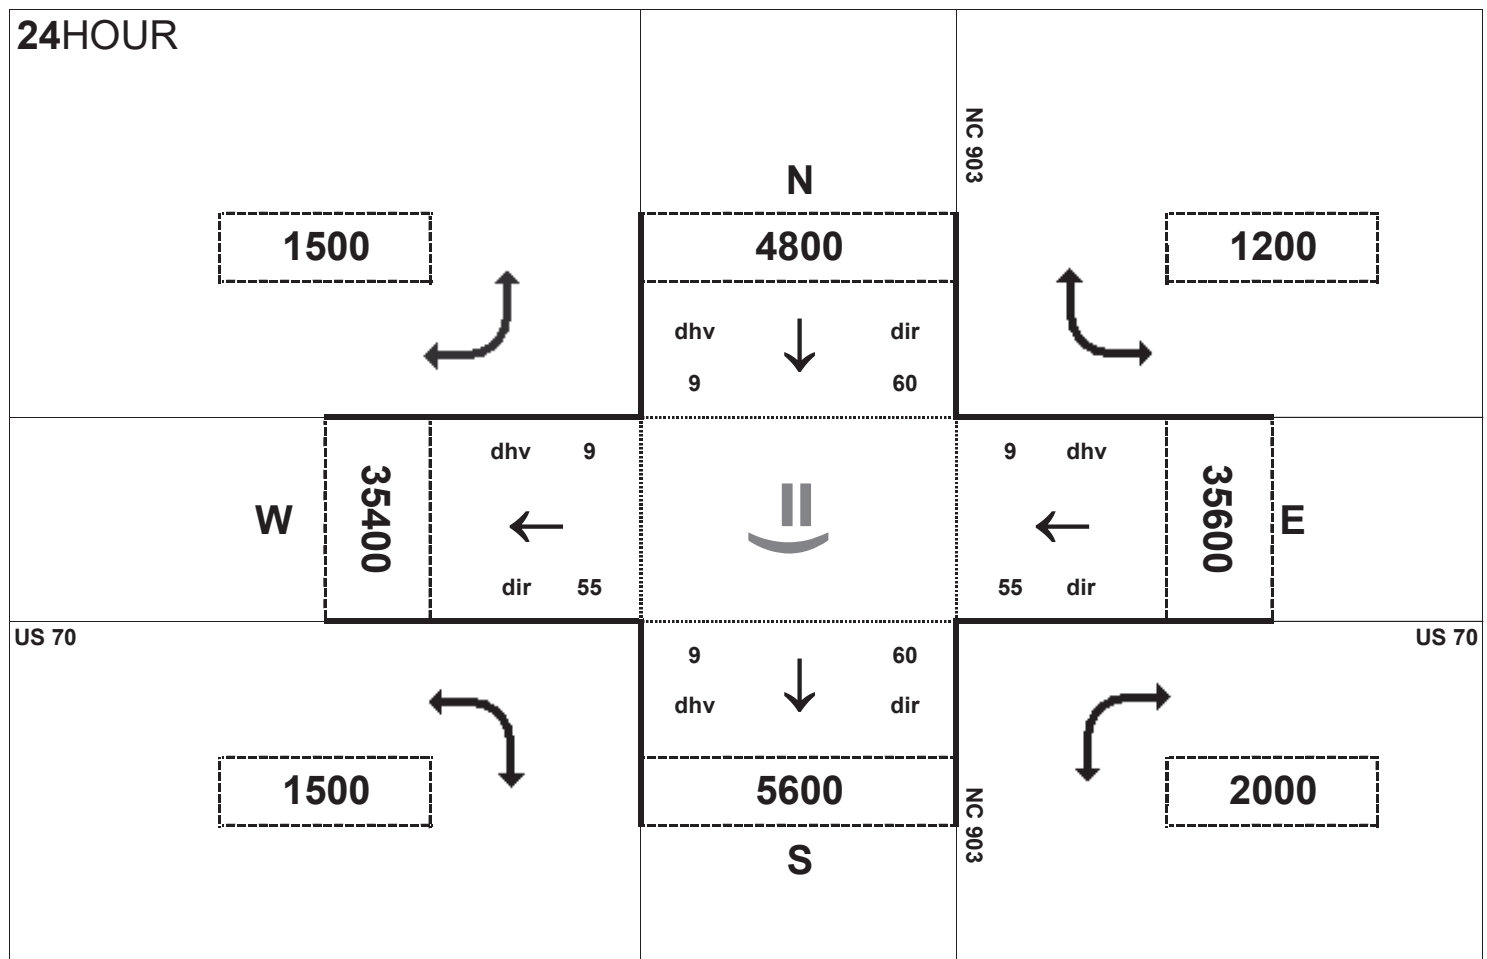 24HOUR
NC 903
N
1500
4800
1200
dhv dir
9 60
dhv 9
9 dhv
W
35400
35600
E
dir 55
55 dir
US 70
US 70
9 60
dhv dir
1500
5600
2000
NC 903
S